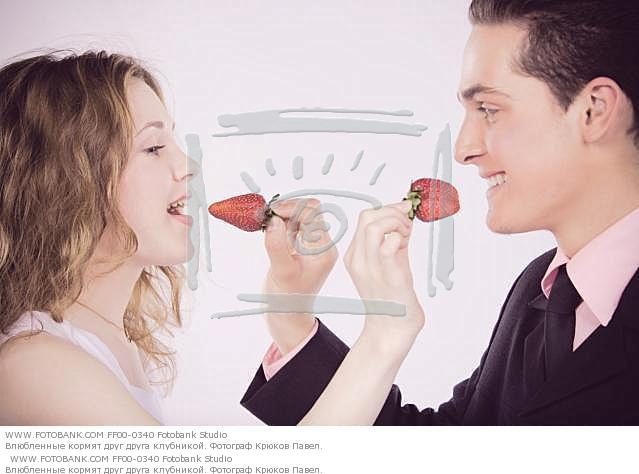 WWW.FOTOBANK.COM FF00-0340 Fotobank Studio
Влюбленные кормят друг друга клубникой. Фотограф Крюков Павел.
WWW.FOTOBANK.COM FF00-0340 Fotobank Studio
Влюбленные кормят друг друга клубникой. Фотограф Крюков Павел.